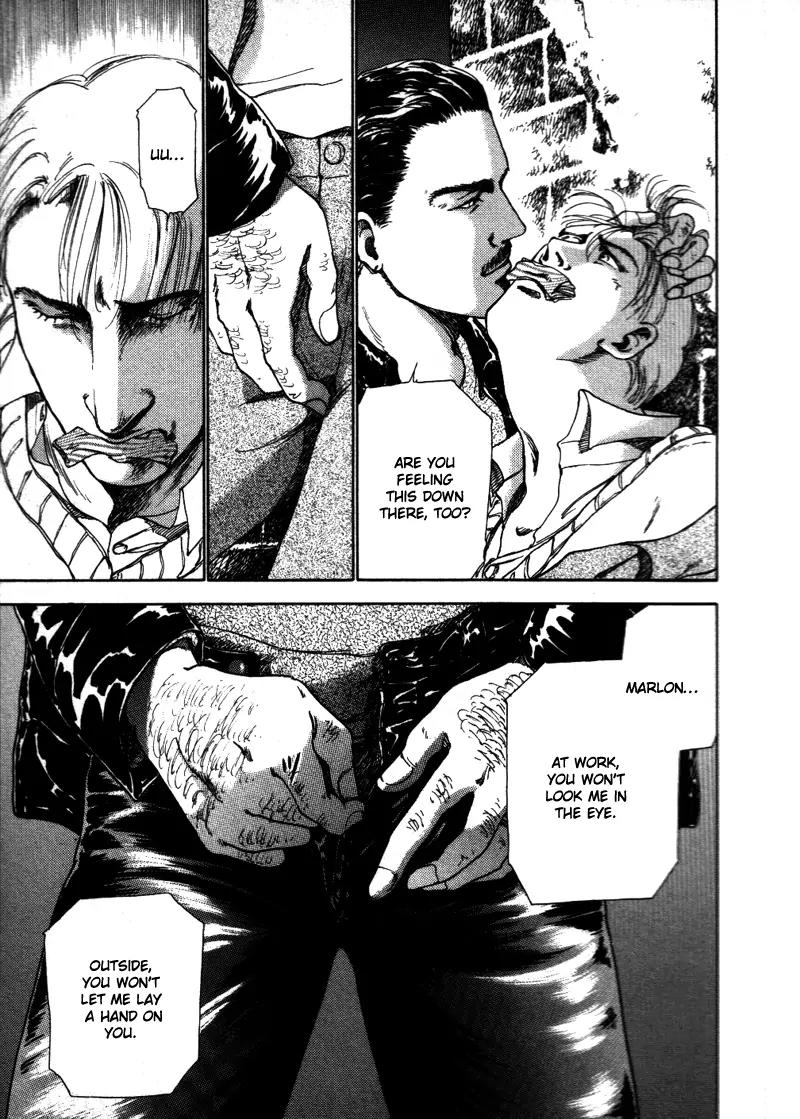 ARE YOU
FEELING
THIS DOWN
THERE, TOO?
UU...
MARLON...
AT WORK,
YOU WON'T
LOOK ME IN
THE EYE.
OUTSIDE,
YOU WON'T
LET ME LAY
A HAND ON
YOU.